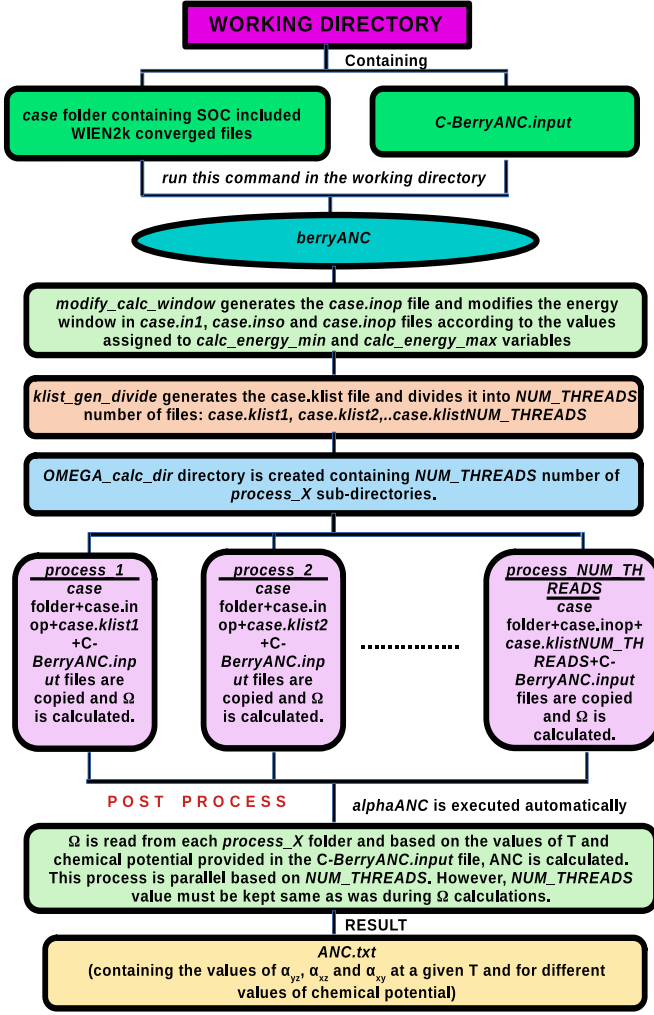 WORKING DIRECTORY
Containing
case folder containing SOC included
WIEN2k converged files
C-BerryANC.input
run this command in the working directory
berryANC
modify_calc_window generates the case.inop file and modifies the energy
window in case.in1, case.inso and case.inop files according to the values
assigned to calc_energy_min and calc_energy_max variables
klist_gen_divide generates the case.klist file and divides it into NUM_THREADS
number of files: case.klist1, case.klist2,..case.klistNUM_THREADS
OMEGA_calc_dir directory is created containing NUM_THREADS number of
process_X sub-directories.
process_1
case
folder+case.in
op+case.klist1
+C-
BerryANC.inp
ut files are
copied and Ω
is calculated.
process_2
case
folder+case.in
op+case.klist2
+C-
BerryANC.inp
ut files are
copied and Ω
is calculated.
process_NUM_TH
READS
case
folder+case.inop+
case.klistNUM_TH
READS+C-
BerryANC.input
files are copied
and Ω is
calculated.
POST PROCESS
alphaANC is executed automatically
Ω is read from each process_X folder and based on the values of T and
chemical potential provided in the C-BerryANC.input file, ANC is calculated.
This process is parallel based on NUM_THREADS. However, NUM_THREADS
value must be kept same as was during Ω calculations.
RESULT
ANC.txt
(containing the values of αyz, αxz and αxy at a given T and for different
values of chemical potential)